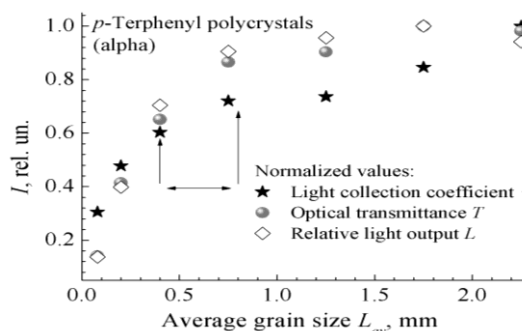 p-Terphenyl polycrystals
(alpha)
1.0
0.8
0.6
0.4
0.2
I, rel. un.
Normalized values:
Light collection coefficient
Optical transmittance T
Relative light output L
0.0 0.5 1.0 1.5 2.0
Average grain size L, mm